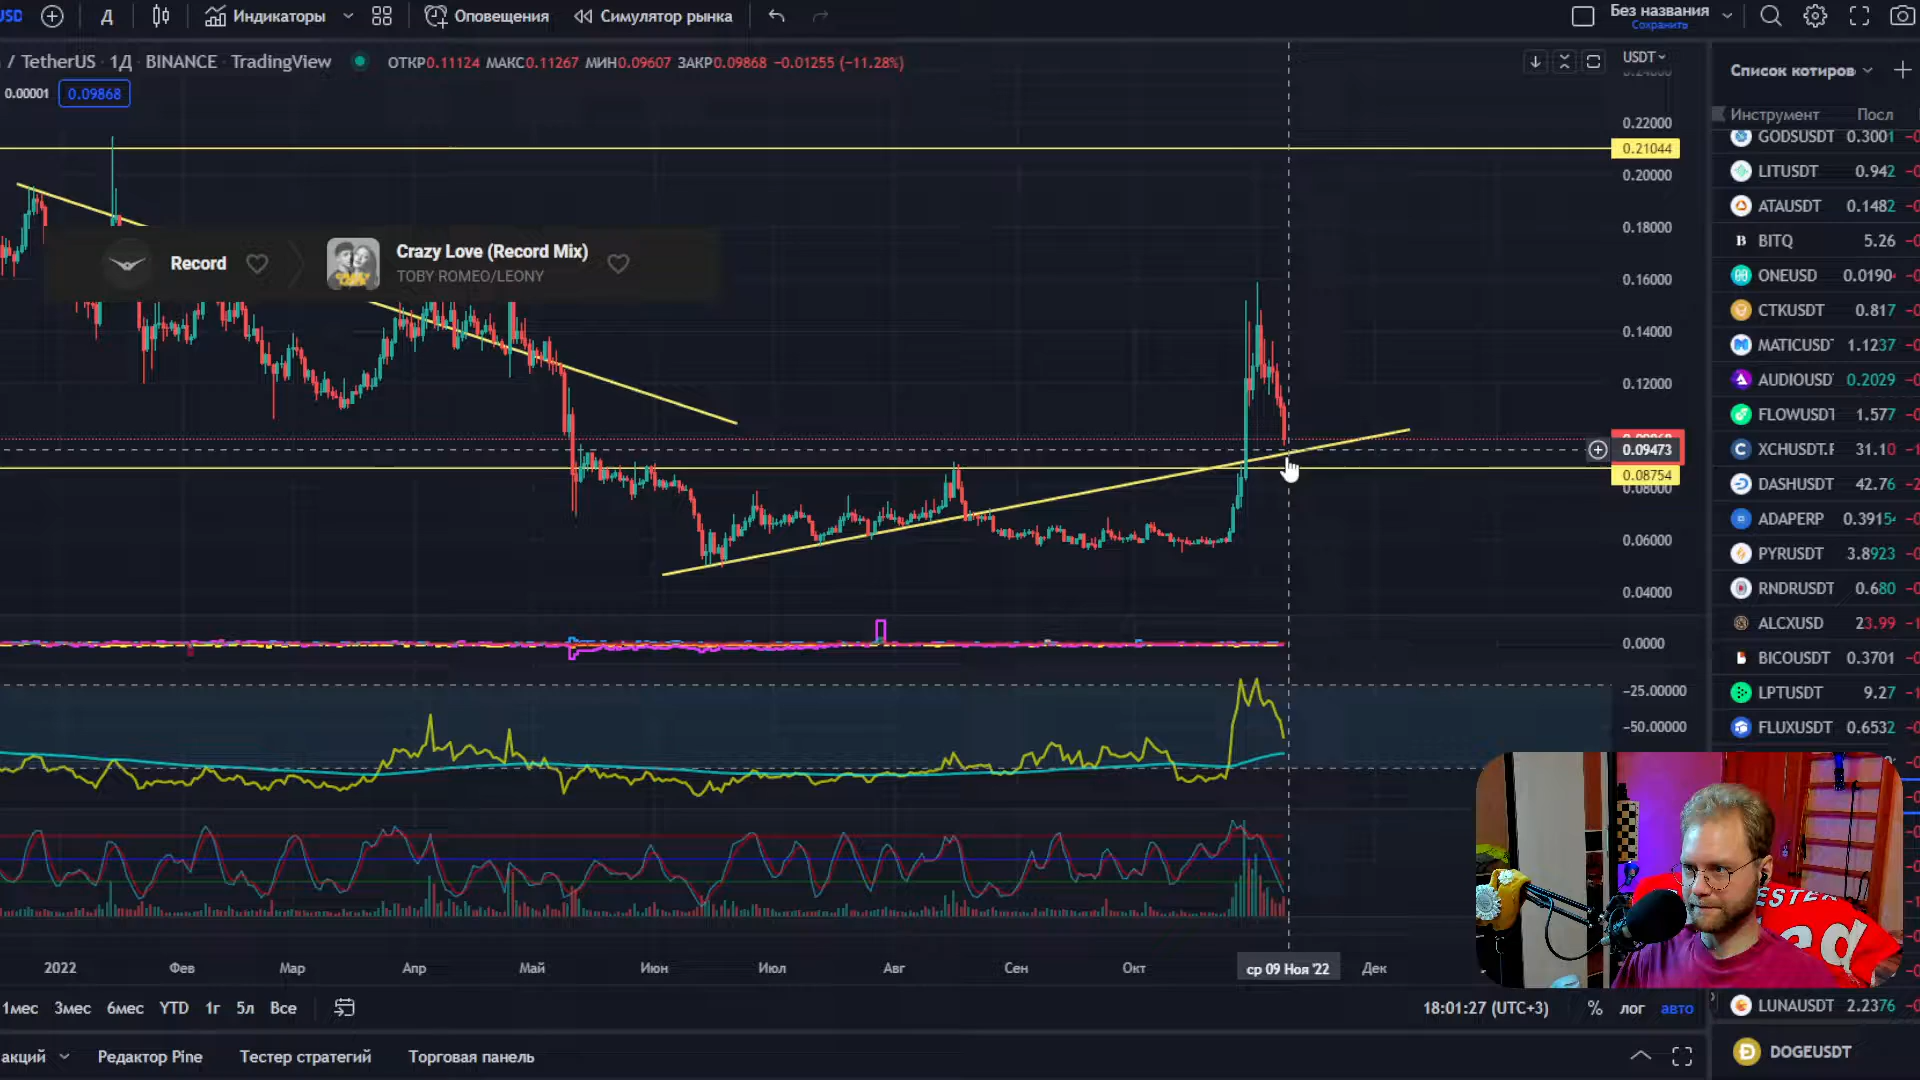 USD Д Индикаторы Оповещения Симулятор рынка Без названия
Сохранить
/ TetherUS · 1Д · BINANCE · TradingView ОТКР0.11124 МАКС0.11267 МИН0.09607 ЗАКР0.09868 −0.01255 (−11.28%)
USDT
0.00001 0.09868
0.22000
0.21044
0.20000
0.18000
0.16000
0.14000
0.12000
0.09473
0.08754
0.08000
0.06000
0.04000
0.0000
−25.00000
−50.00000
Record
Crazy Love (Record Mix)
TOBY ROMEO/LEONY
Список котиров
Инструмент Посл
GODSUSDT 0.3001
LITUSDT 0.942
ATAUSDT 0.1482
BITQ 5.26
ONEUSD 0.0190
CTKUSDT 0.817
MATICUSD 1.1237
AUDIOUSD 0.2029
FLOWUSDT 1.577
XCHUSDT.F 31.10
DASHUSDT 42.76
ADAPERP 0.3915
PYRUSDT 3.8923
RNDRUSDT 0.680
ALCXUSD 23.99
BICOUSDT 0.3701
LPTUSDT 9.27
FLUXUSDT 0.6532
LUNAUSDT 2.2376
DOGEUSDT
2022 Фев Мар Апр Май Июн Июл Авг Сен Окт ср 09 Ноя '22 Дек
1мес 3мес 6мес YTD 1г 5л Все
18:01:27 (UTC+3) % лог авто
акций Редактор Pine Тестер стратегий Торговая панель